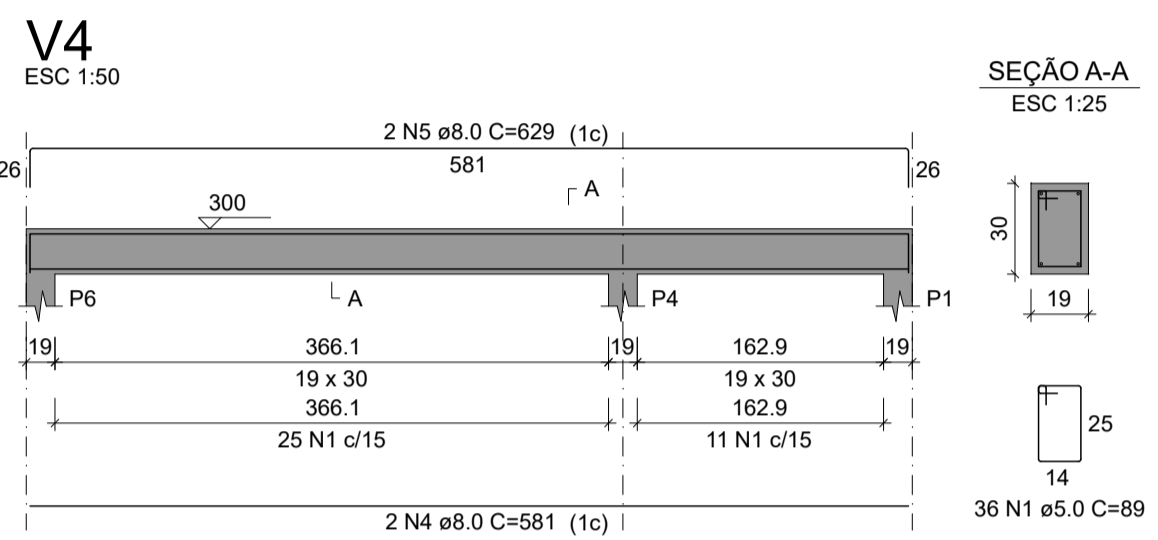 V4
ESC 1:50
SEÇÃO A-A
ESC 1:25
2 N5 ø8.0 C=629 (1c)
26
581
26
A
300
30
A
P6
P4
P1
19
19
366.1
19
162.9
19
19 x 30
19 x 30
366.1
162.9
25 N1 c/15
11 N1 c/15
25
14
36 N1 ø5.0 C=89
2 N4 ø8.0 C=581 (1c)